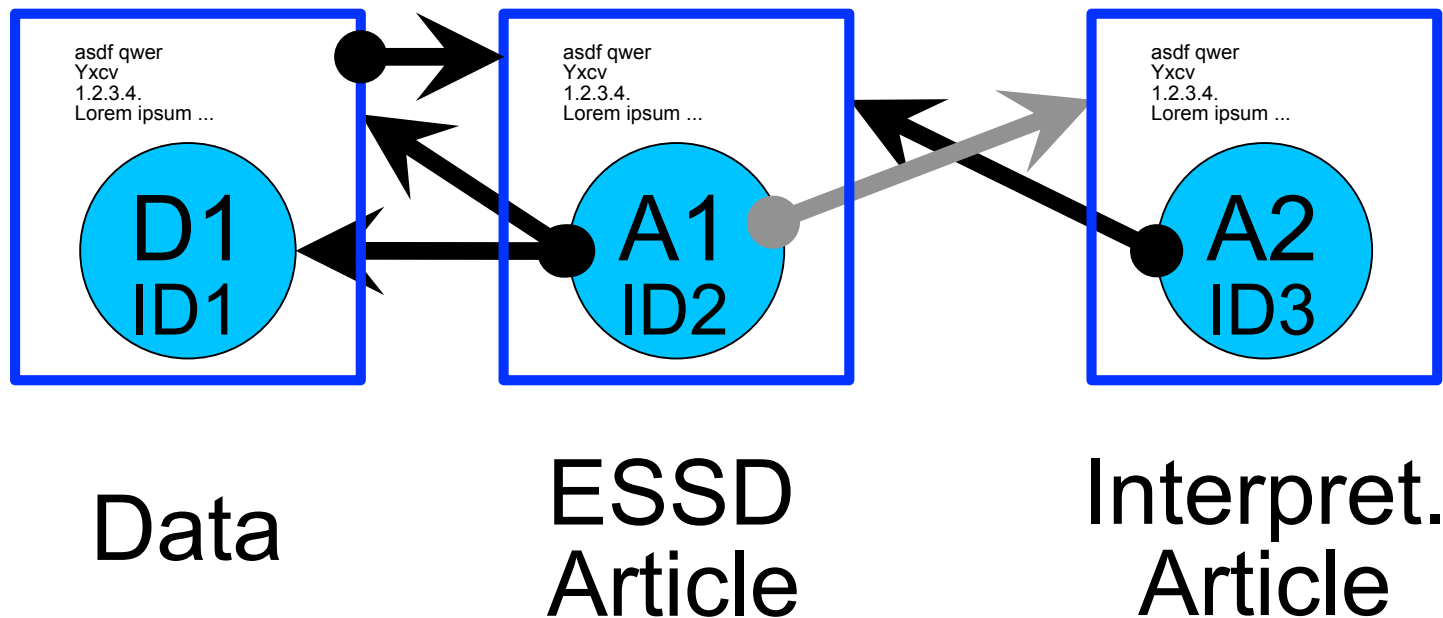 asdf qwer
Yxcv
1.2.3.4.
Lorem ipsum ...
D1
ID1
Data
asdf qwer
Yxcv
1.2.3.4.
Lorem ipsum ...
A1
ID2
ESSD
Article
asdf qwer
Yxcv
1.2.3.4.
Lorem ipsum ...
A2
ID3
Interpret.
Article